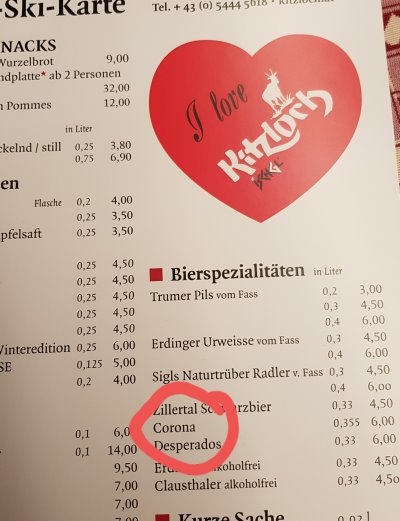 -Ski-Karte
Tel. + 43 (0) 5444 5618 •
NACKS
Wurzelbrot 9,00
ndplatte* ab 2 Personen
32,00
n Pommes 12,00
in Liter
ckelnd / still 0,25 3,80
0,75 6,90
en
Flasche 0,2 4,00
0,25 3,50
pfelsaft 0,25 3,50
0,25 4,50
0,25 4,50
0,25 4,50
0,25 4,50
0,25 4,50
Winteredition 0,25 6,00
SE 0,125 5,00
0,2 4,00
0,1 6,0
0,1 14,00
9,50
7,00
7,00
7,00
I love
Kitzloch
ISCHGL
Bierspezialitäten in Liter
Trumer Pils vom Fass 0,2 3,00
0,3 4,50
0,4 6,00
Erdinger Urweisse vom Fass 0,3 4,50
0,4 6,00
Sigls Naturtrüber Radler v. Fass 0,3 4,50
0,4 6,00
Zillertal Schwarzbier 0,33 4,50
Corona 0,355 6,00
Desperados 0,33 6,00
alkoholfrei 0,33 4,50
Clausthaler alkoholfrei 0,33 4,50
Kurze Sache 0,02 l